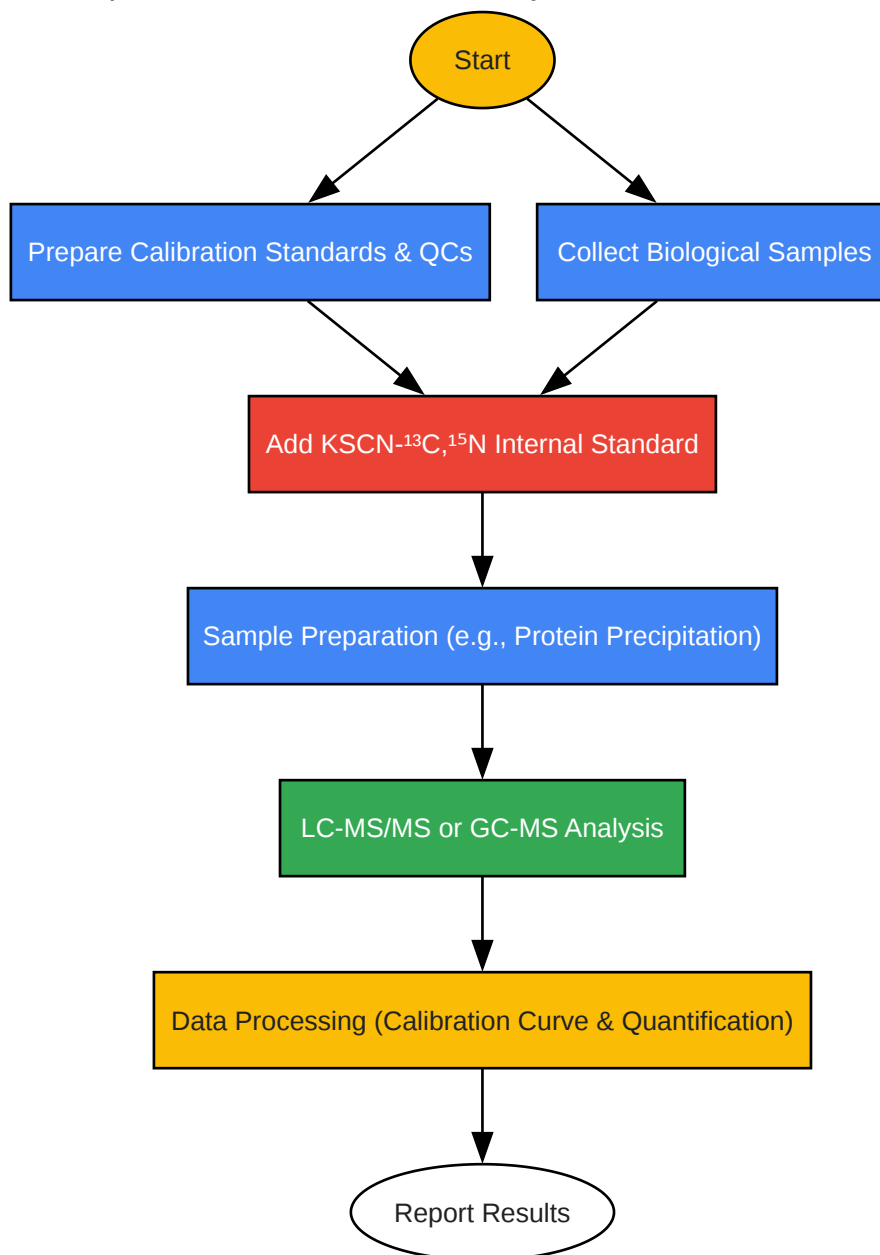 Start
Prepare Calibration Standards & QCs
Collect Biological Samples
Add KSCN-¹³C,¹⁵N Internal Standard
Sample Preparation (e.g., Protein Precipitation)
LC-MS/MS or GC-MS Analysis
Data Processing (Calibration Curve & Quantification)
Report Results